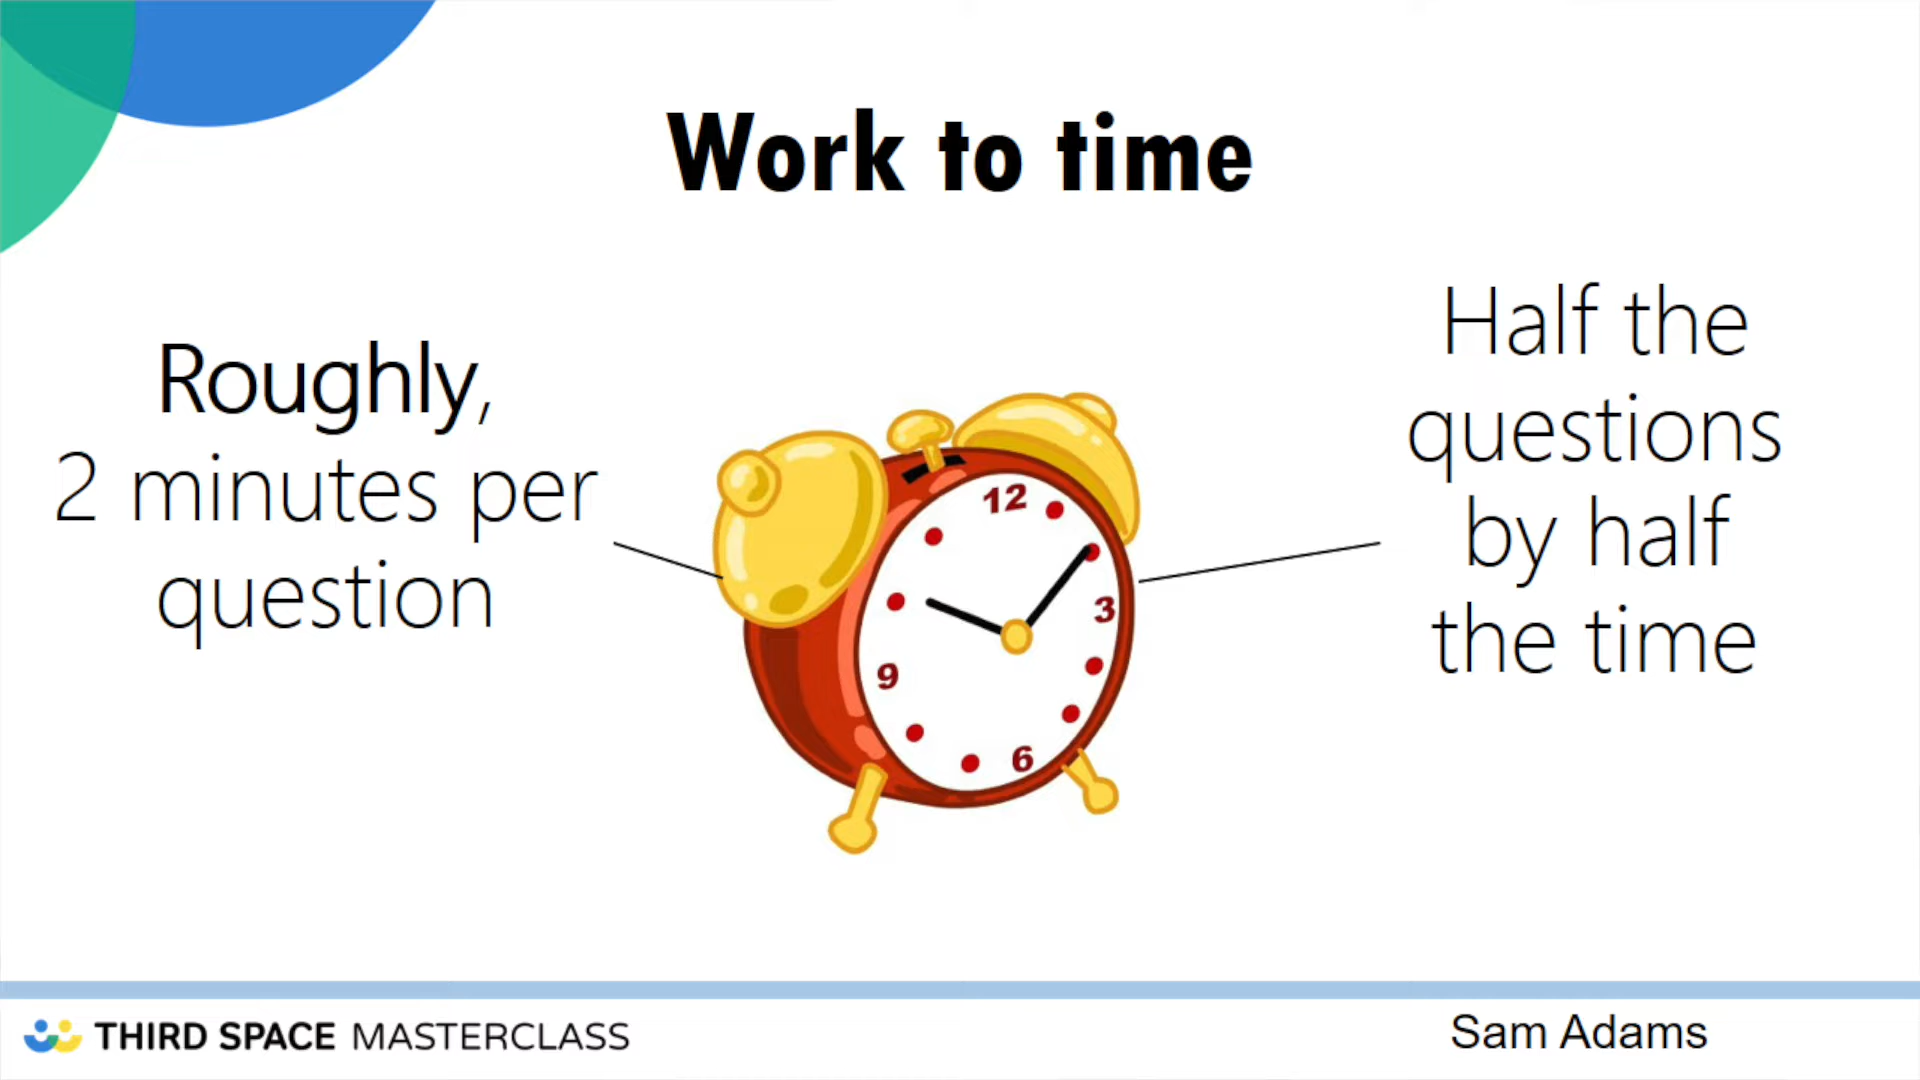 Work to time
Roughly,
2 minutes per
question
Half the
questions
by half
the time
12
3
6
9
THIRD SPACE MASTERCLASS
Sam Adams